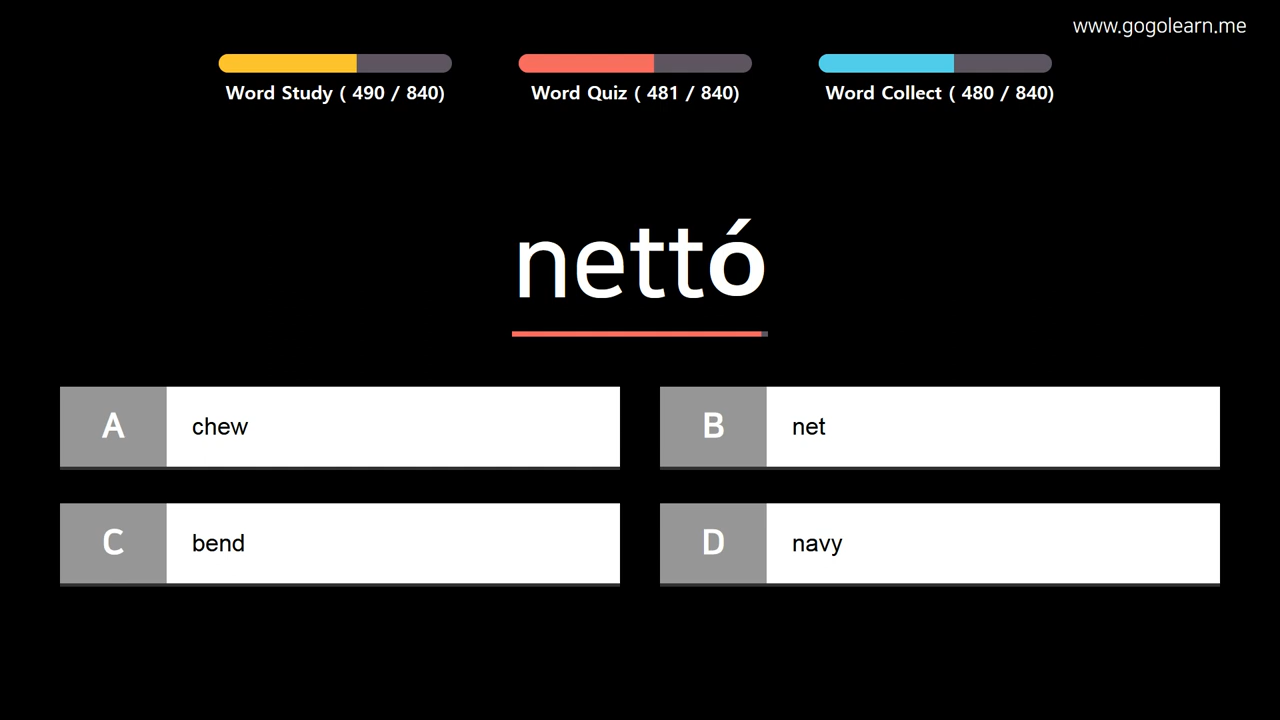 www.gogolearn.me
Word Study ( 490 / 840)
Word Quiz ( 481 / 840)
Word Collect ( 480 / 840)
nettó
A chew
B net
C bend
D navy